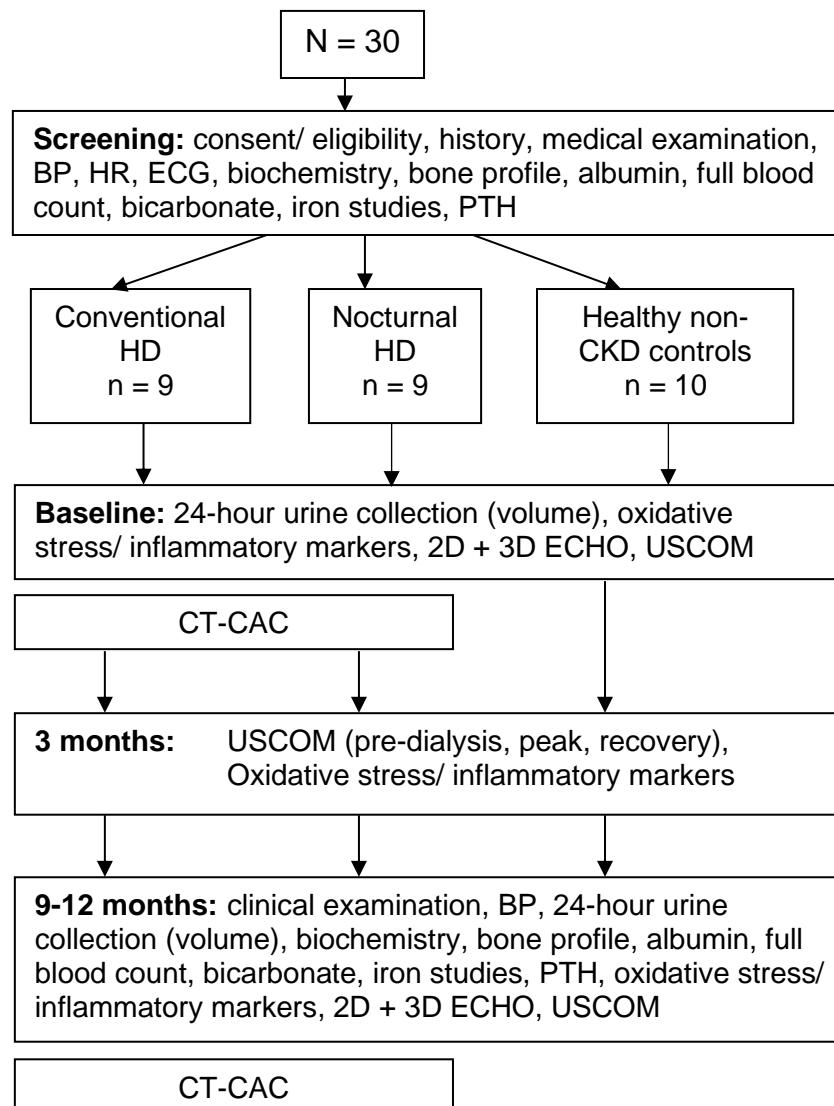 N = 30
Screening: consent/ eligibility, history, medical examination,
BP, HR, ECG, biochemistry, bone profile, albumin, full blood
count, bicarbonate, iron studies, PTH
Conventional
HD
n = 9
Nocturnal
HD
n = 9
Healthy non-
CKD controls
n = 10
Baseline: 24-hour urine collection (volume), oxidative
stress/ inflammatory markers, 2D + 3D ECHO, USCOM
CT-CAC
3 months: USCOM (pre-dialysis, peak, recovery),
Oxidative stress/ inflammatory markers
9-12 months: clinical examination, BP, 24-hour urine
collection (volume), biochemistry, bone profile, albumin, full
blood count, bicarbonate, iron studies, PTH, oxidative stress/
inflammatory markers, 2D + 3D ECHO, USCOM
CT-CAC